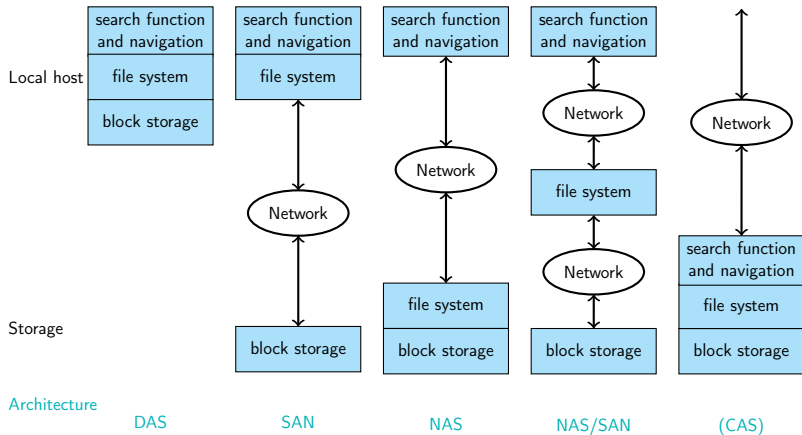 search function
and navigation
search function
and navigation
search function
and navigation
search function
and navigation
Local host
file system
file system
block storage
Network
Network
Network
Network
file system
Network
search function
and navigation
file system
file system
Storage
block storage
block storage
block storage
block storage
Architecture
DAS
SAN
NAS
NAS/SAN
(CAS)